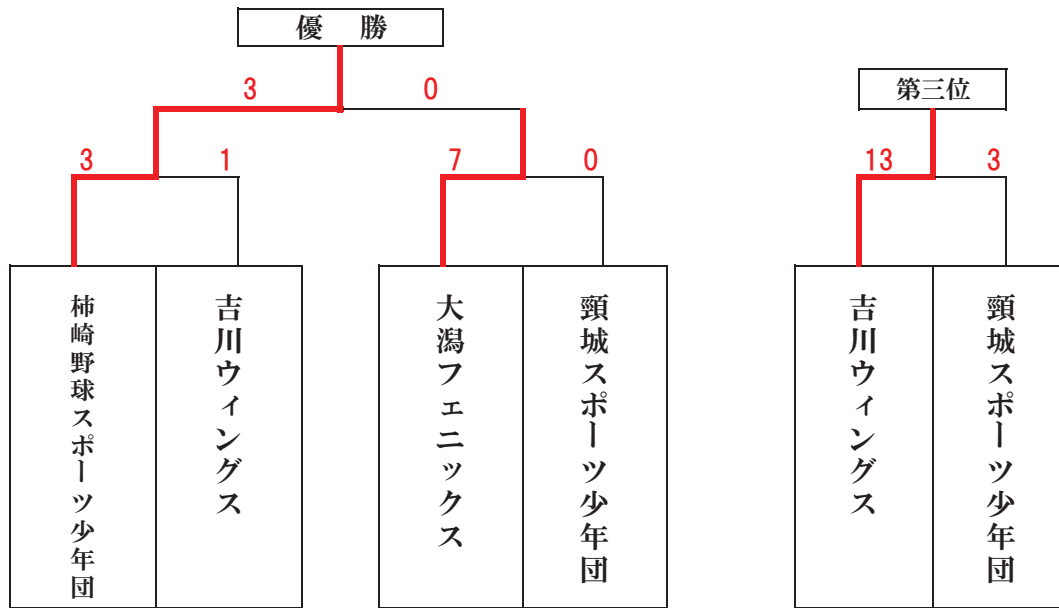 優　勝
3 0
第三位
3 1 7 0 13 3
柿崎野球スポーツ少年団
吉川ウィングス
大潟フェニックス
頸城スポーツ少年団
吉川ウィングス
頸城スポーツ少年団